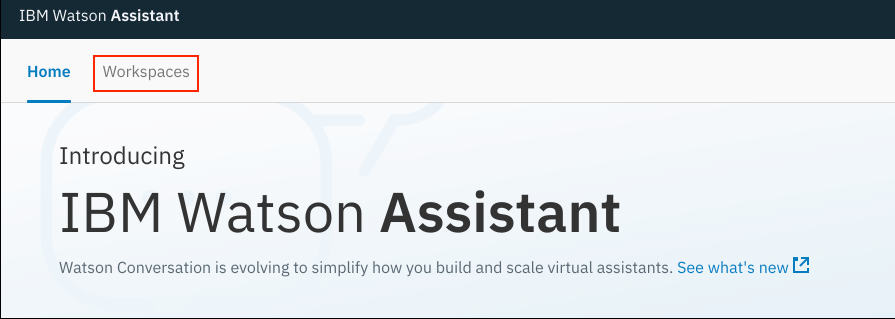 IBM Watson Assistant
Home Workspaces
Introducing
IBM Watson Assistant
Watson Conversation is evolving to simplify how you build and scale virtual assistants. See what's new